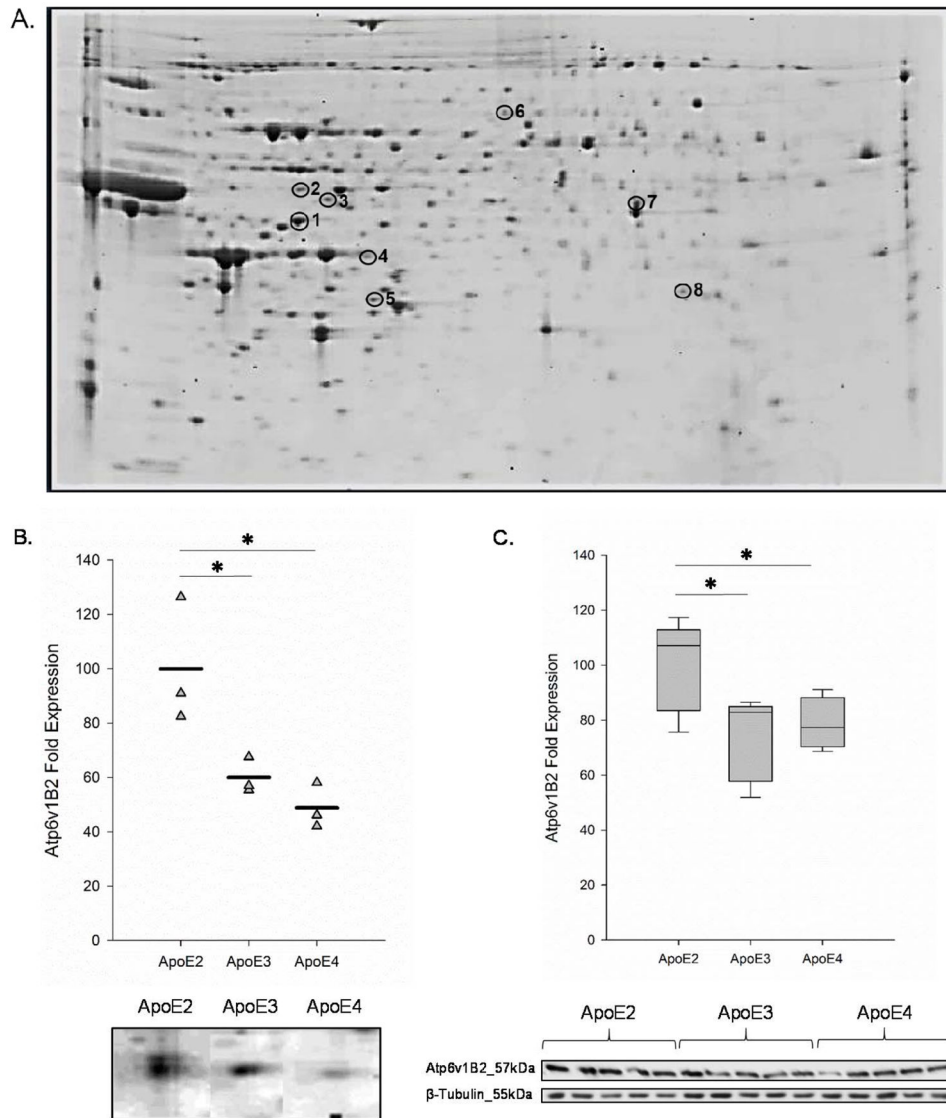 A.
6
2
3
7
1
4
8
5
B.
C.
*
*
140
120
100
80
60
40
20
0
Atp6v1B2 Fold Expression
ApoE2 ApoE3 ApoE4
*
*
140
120
100
80
60
40
20
0
Atp6v1B2 Fold Expression
ApoE2 ApoE3 ApoE4
ApoE2 ApoE3 ApoE4
ApoE2 ApoE3 ApoE4
Atp6v1B2_57kDa
β-Tubulin_55kDa